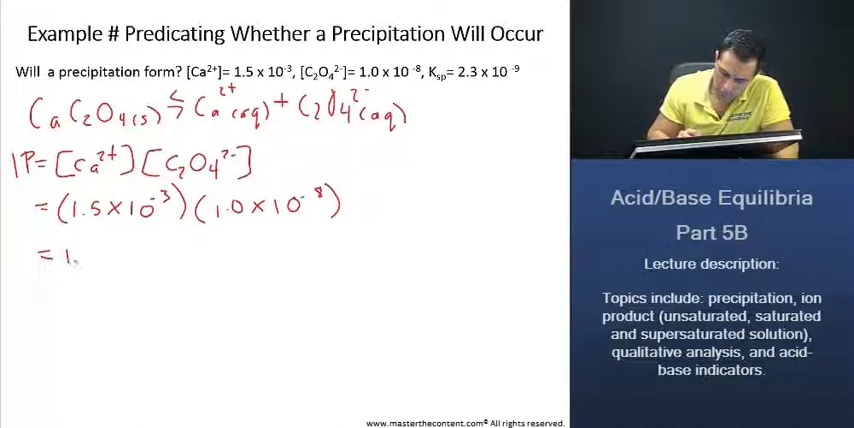 Example # Predicating Whether a Precipitation Will Occur
Will a precipitation form? [Ca²⁺]= 1.5 x 10⁻³, [C₂O₄²⁻]= 1.0 x 10 ⁻⁸, Kₛₚ= 2.3 x 10 ⁻⁹
CaC₂O₄(s) ⇌ Ca²⁺(aq) + C₂O₄²⁻(aq)
IP = [Ca²⁺] [C₂O₄²⁻]
= (1.5 × 10⁻³) (1.0 × 10⁻⁸)
= 1.
www.masterthecontent.com® All rights reserved.
Acid/Base Equilibria
Part 5B
Lecture description:
Topics include: precipitation, ion
product (unsaturated, saturated
and supersaturated solution),
qualitative analysis, and acid-
base indicators.